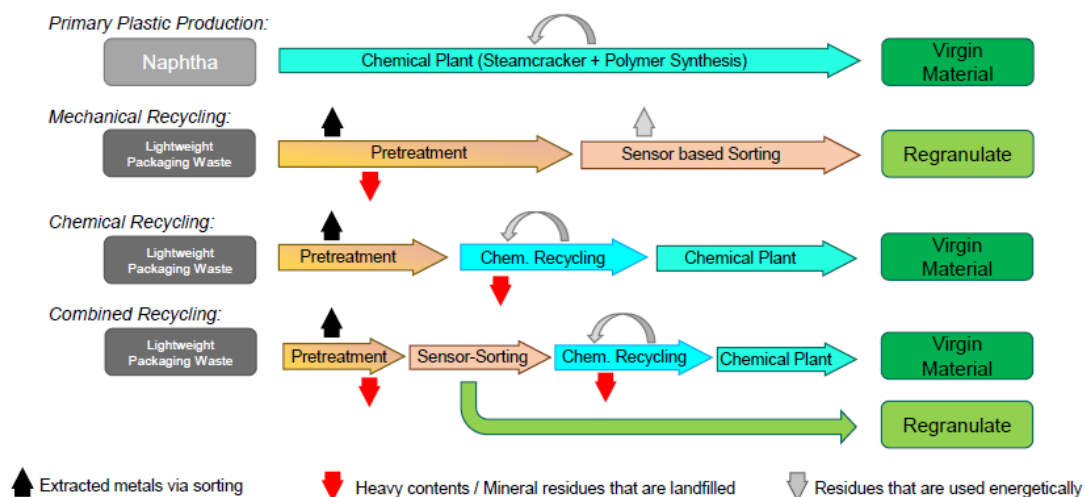 Primary Plastic Production:
Naphtha
Chemical Plant (Steamcracker + Polymer Synthesis)
Virgin
Material
Mechanical Recycling:
Lightweight
Packaging Waste
Pretreatment
Sensor based Sorting
Regranulate
Chemical Recycling:
Lightweight
Packaging Waste
Pretreatment
Chem. Recycling
Chemical Plant
Virgin
Material
Combined Recycling:
Lightweight
Packaging Waste
Pretreatment
Sensor-Sorting
Chem. Recycling
Chemical Plant
Virgin
Material
Regranulate
Extracted metals via sorting
Heavy contents / Mineral residues that are landfilled
Residues that are used energetically